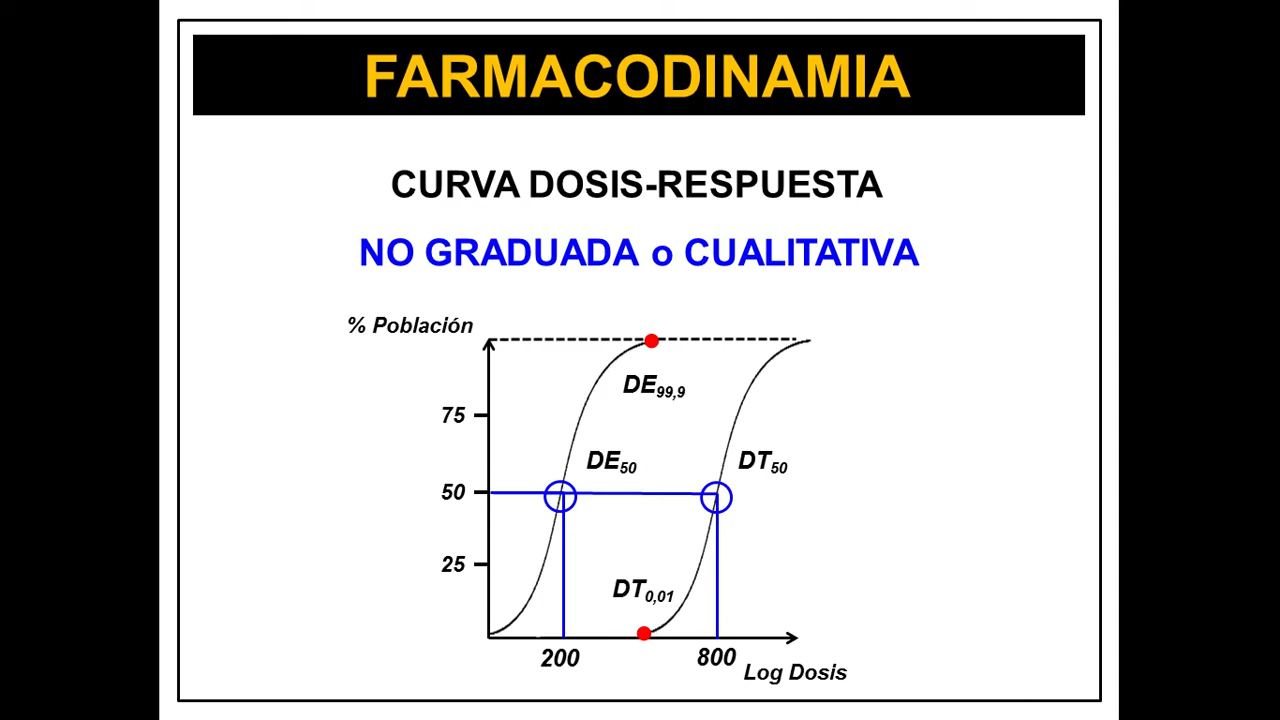 FARMACODINAMIA
CURVA DOSIS-RESPUESTA
NO GRADUADA o CUALITATIVA
% Población
DE99,9
75
DE50
DT50
50
25
DT0,01
200
800
Log Dosis